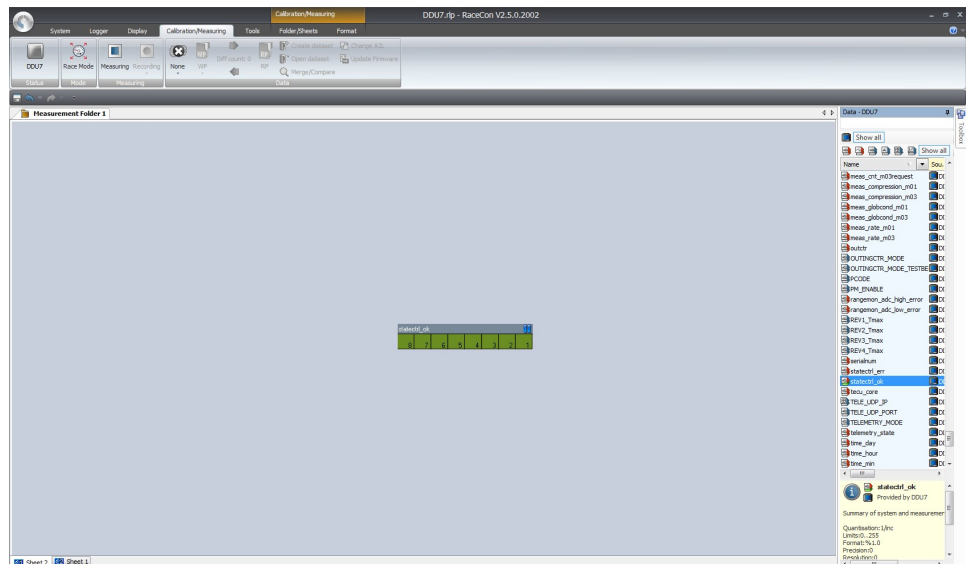 Calibration/Measuring
DDU7.rlp - RaceCon V2.5.0.2002
System Logger Display Calibration/Measuring Tools Folder/Sheets Format
DDU7 Race Mode Measuring Recording None WP Diff count: 0 RP Create dataset Change A2L
Open dataset Update Firmware
Merge/Compare
Status Mode Measuring Data
Measurement Folder 1
Data - DDU7
Toolbox
Show all
Show all
Name Sou
meas_cnt_m03request
meas_compression_m01
meas_compression_m03
meas_globcond_m01
meas_globcond_m03
meas_rate_m01
meas_rate_m03
outctr
OUTINGCTR_MODE
OUTINGCTR_MODE_TESTBE
PCODE
PM_ENABLE
rangemon_adc_high_error
rangemon_adc_low_error
REV1_Tmax
REV2_Tmax
REV3_Tmax
REV4_Tmax
serialnum
statectrl_err
statectrl_ok
tecu_core
TELE_UDP_IP
TELE_UDP_PORT
TELEMETRY_MODE
telemetry_state
time_day
time_hour
time_min
statectrl_ok
8 7 6 5 4 3 2 1
statectrl_ok
Provided by DDU7
Summary of system and measuremer
Quantisation:1/inc
Limits:0..255
Format:%1.0
Precision:0
Resolution:0
Sheet 2 Sheet 1